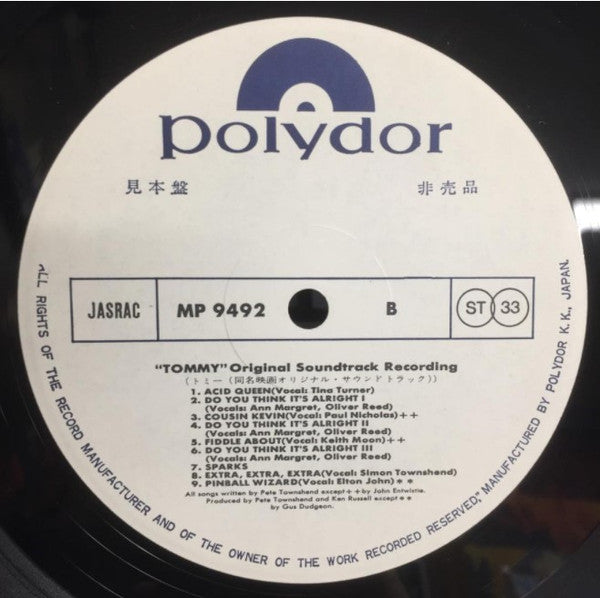 polydor
見本盤 非売品
JASRAC MP 9492 B ST 33
"TOMMY" Original Soundtrack Recording
(トミー(同名映画オリジナル・サウンドトラック))
1. ACID QUEEN(Vocal: Tina Turner)
2. DO YOU THINK IT'S ALRIGHT I
(Vocals: Ann Margret, Oliver Reed)
3. COUSIN KEVIN(Vocal: Paul Nicholas)++
4. DO YOU THINK IT'S ALRIGHT II
(Vocals: Ann Margret, Oliver Reed)
5. FIDDLE ABOUT(Vocal: Keith Moon)++
6. DO YOU THINK IT'S ALRIGHT III
(Vocals: Ann Margret, Oliver Reed)
7. SPARKS
8. EXTRA, EXTRA, EXTRA(Vocal: Simon Townshend)
9. PINBALL WIZARD(Vocal: Elton John)**
All songs written by Pete Townshend except++by John Entwistle.
Produced by Pete Townshend and Ken Russell except**
by Gus Dudgeon.
ALL RIGHTS OF THE RECORD MANUFACTURER AND OF THE OWNER OF THE WORK RECORDED RESERVED; MANUFACTURED BY POLYDOR K.K., JAPAN.